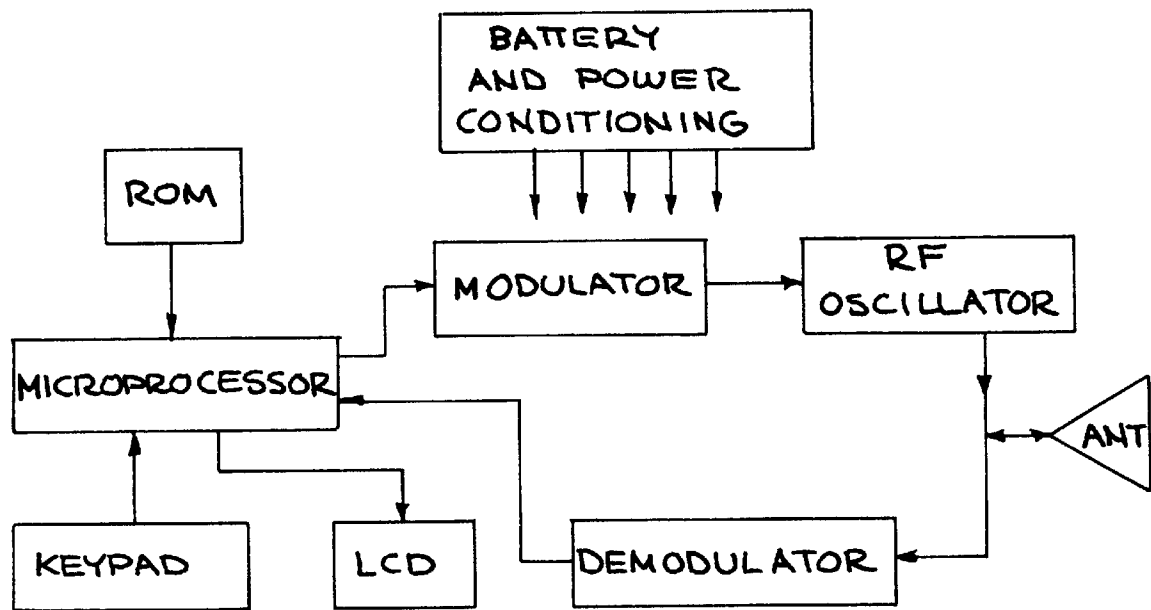 BATTERY
AND POWER
CONDITIONING
ROM
MODULATOR
RF
OSCILLATOR
MICROPROCESSOR
ANT
KEYPAD
LCD
DEMODULATOR